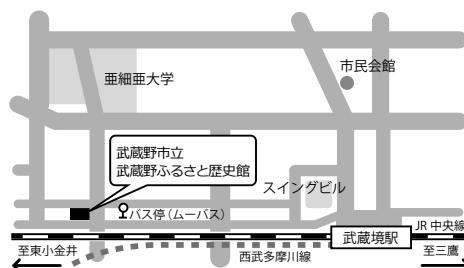 市民会館
亜細亜大学
武蔵野市立
武蔵野ふるさと歴史館
スイングビル
バス停（ムーバス）
JR 中央線
武蔵境駅
至東小金井
西武多摩川線
至三鷹